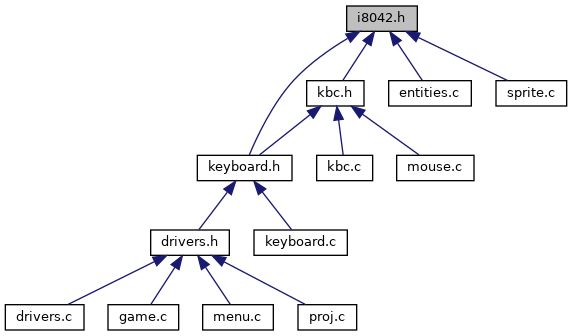 i8042.h
kbc.h
entities.c
sprite.c
keyboard.h
kbc.c
mouse.c
drivers.h
keyboard.c
drivers.c
game.c
menu.c
proj.c